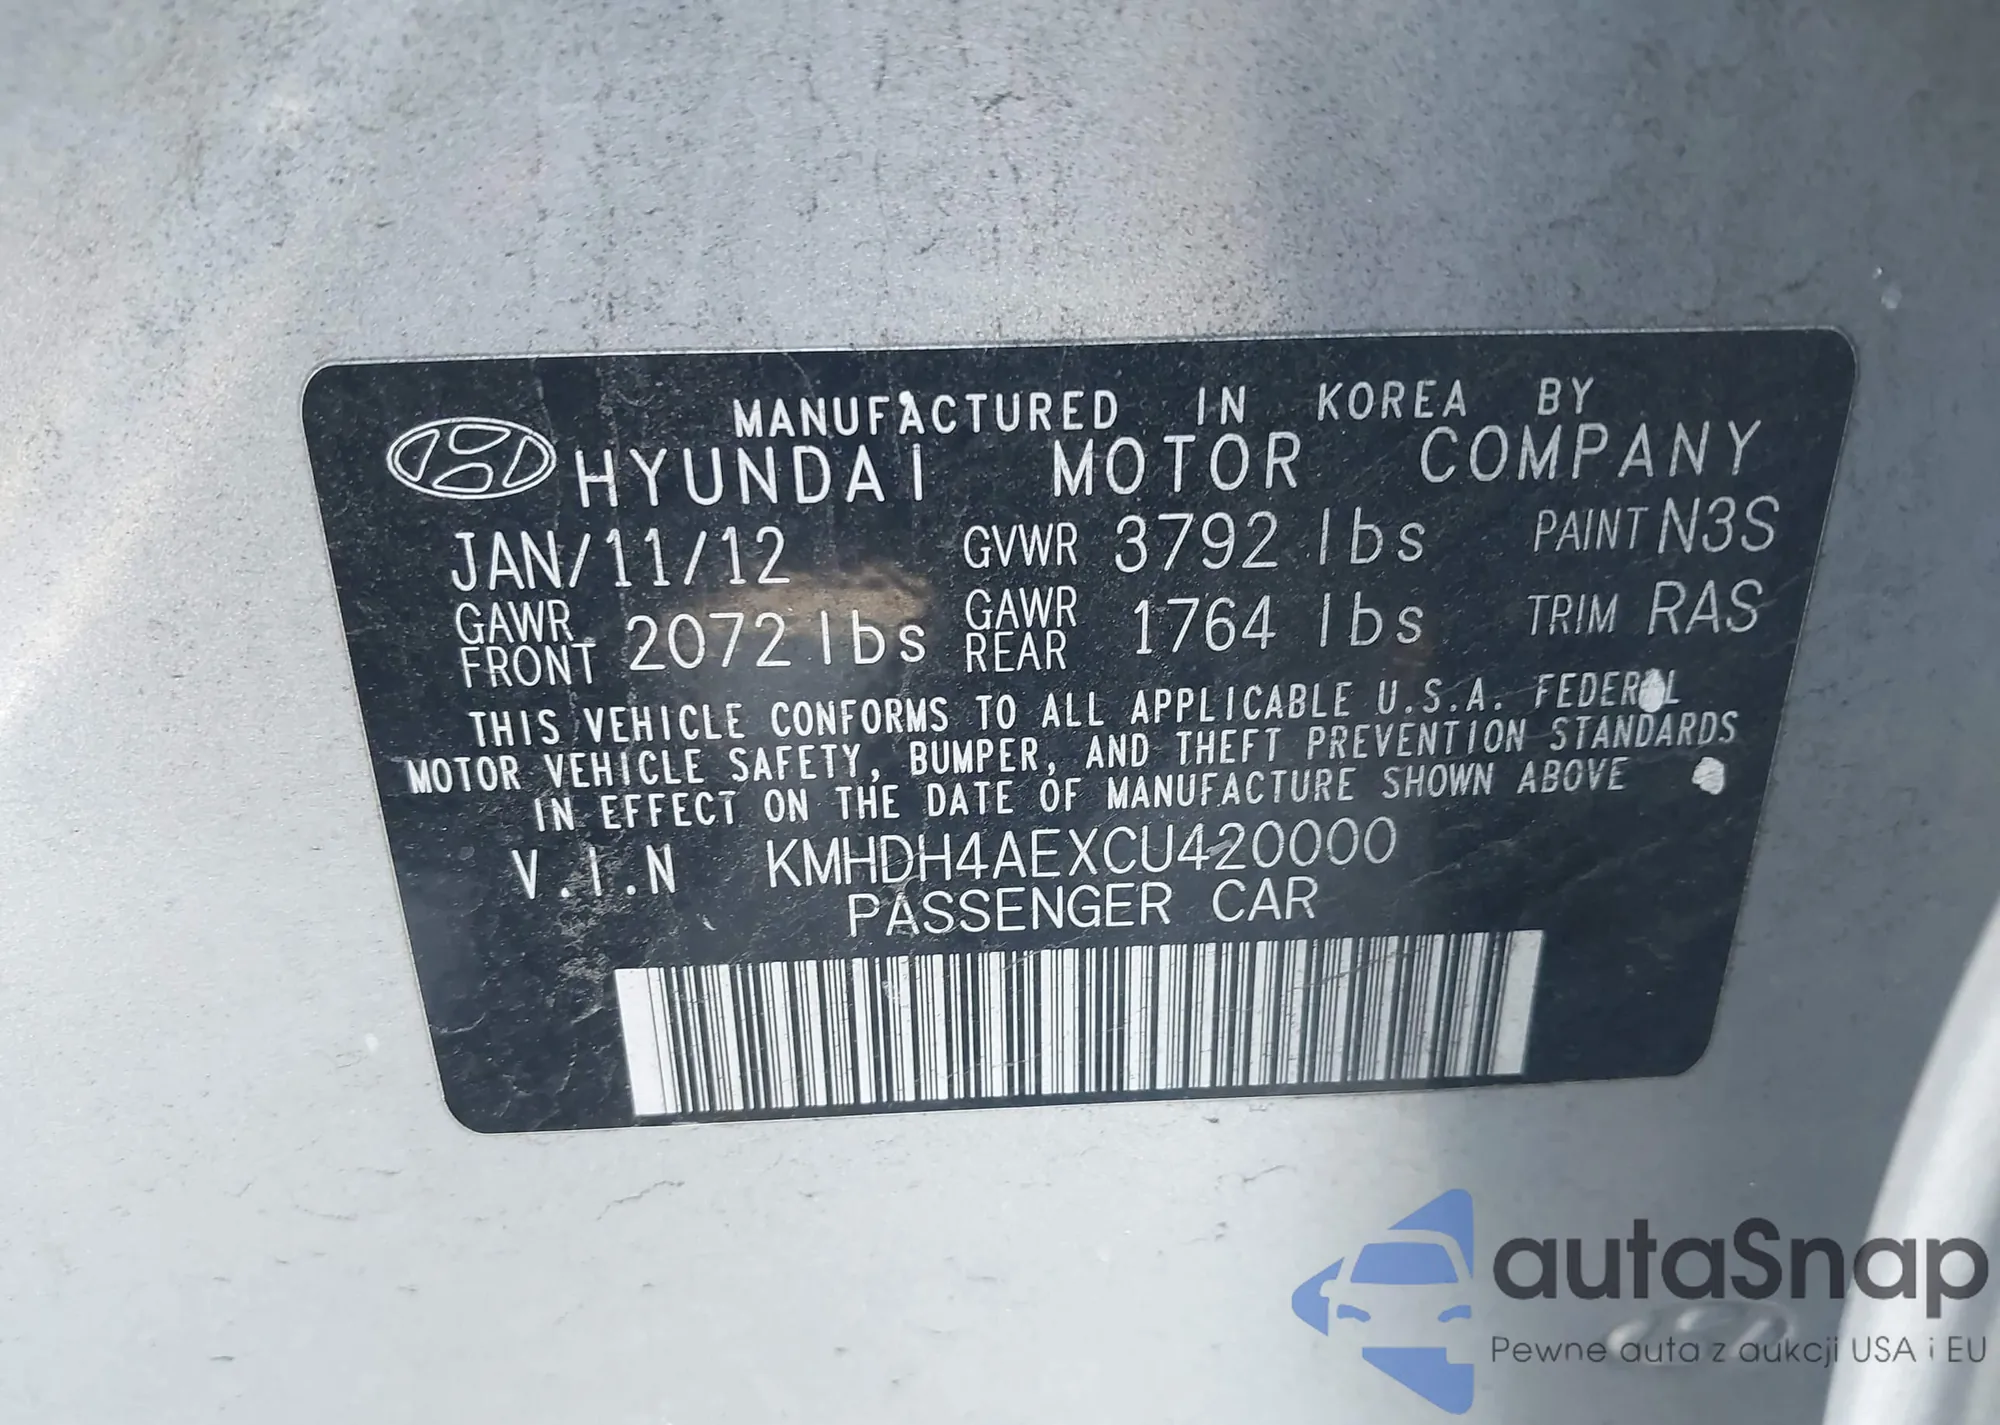 MANUFACTURED IN KOREA BY
HYUNDAI MOTOR COMPANY
JAN/11/12 GVWR 3792 lbs PAINT N3S
GAWR FRONT 2072 lbs GAWR REAR 1764 lbs TRIM RAS
THIS VEHICLE CONFORMS TO ALL APPLICABLE U.S.A. FEDERAL
MOTOR VEHICLE SAFETY, BUMPER, AND THEFT PREVENTION STANDARDS
IN EFFECT ON THE DATE OF MANUFACTURE SHOWN ABOVE
V.I.N KMHDH4AEXCU420000
PASSENGER CAR
autaSnap
Pewne auta z aukcji USA i EU